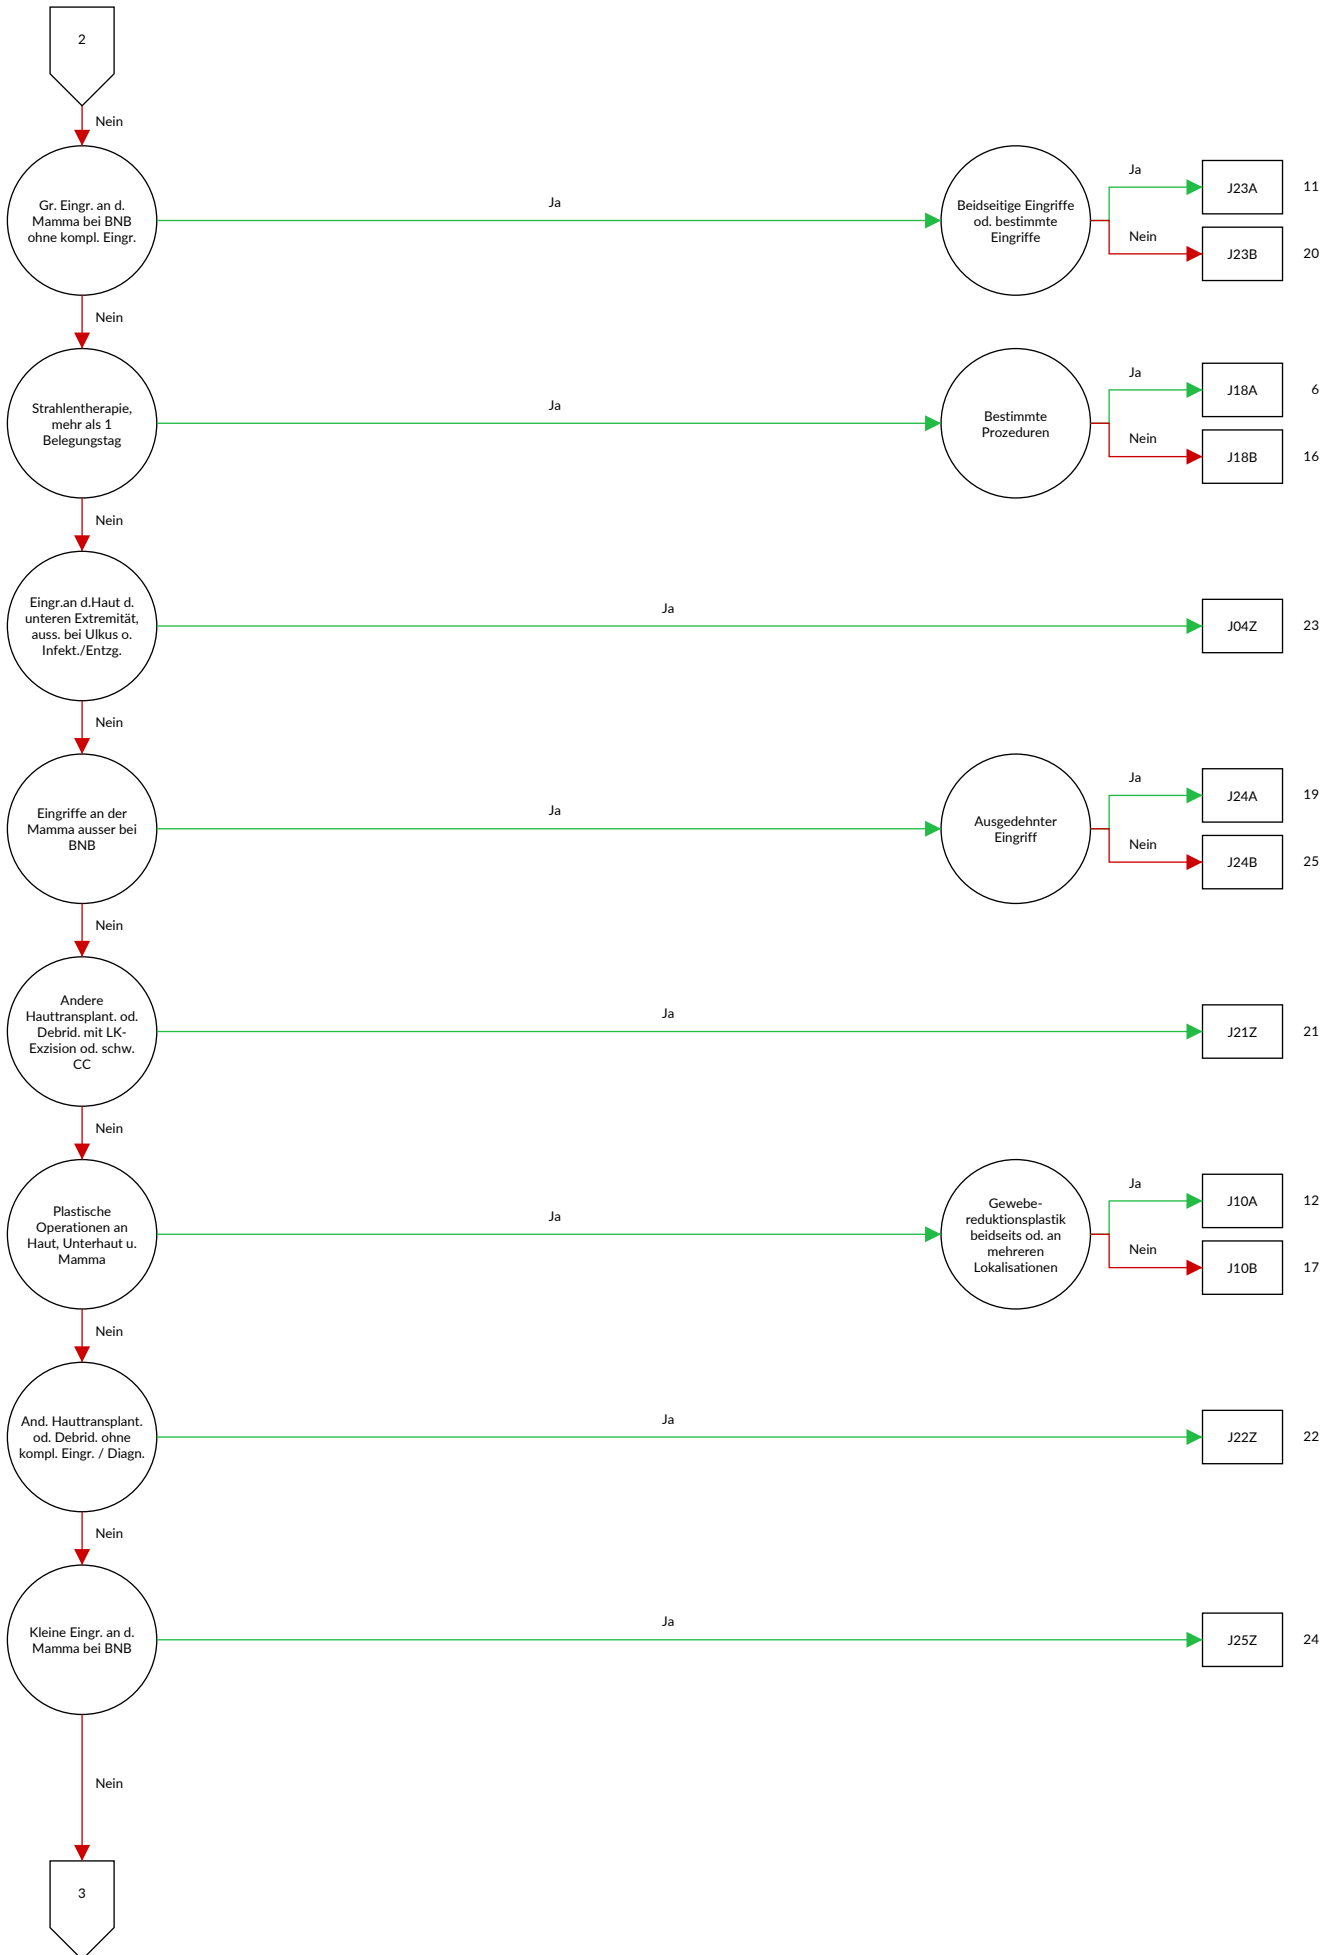 2
Nein
Gr. Eingr. an d.
Mamma bei BNB
ohne kompl. Eingr.
Ja
Beidseitige Eingriffe
od. bestimmte
Eingriffe
Ja
J23A
11
Nein
J23B
20
Nein
Strahlentherapie,
mehr als 1
Belegungstag
Ja
Bestimmte
Prozeduren
Ja
J18A
6
Nein
J18B
16
Nein
Eingr.an d.Haut d.
unteren Extremität,
auss. bei Ulkus o.
Infekt./Entzg.
Ja
J04Z
23
Nein
Eingriffe an der
Mamma ausser bei
BNB
Ja
Ausgedehnter
Eingriff
Ja
J24A
19
Nein
J24B
25
Nein
Andere
Hauttransplant. od.
Debrid. mit LK-
Exzision od. schw.
CC
Ja
J21Z
21
Nein
Plastische
Operationen an
Haut, Unterhaut u.
Mamma
Ja
Gewebe-
reduktionsplastik
beidseits od. an
mehreren
Lokalisationen
Ja
J10A
12
Nein
J10B
17
Nein
And. Hauttransplant.
od. Debrid. ohne
kompl. Eingr. / Diagn.
Ja
J22Z
22
Nein
Kleine Eingr. an d.
Mamma bei BNB
Ja
J25Z
24
Nein
3